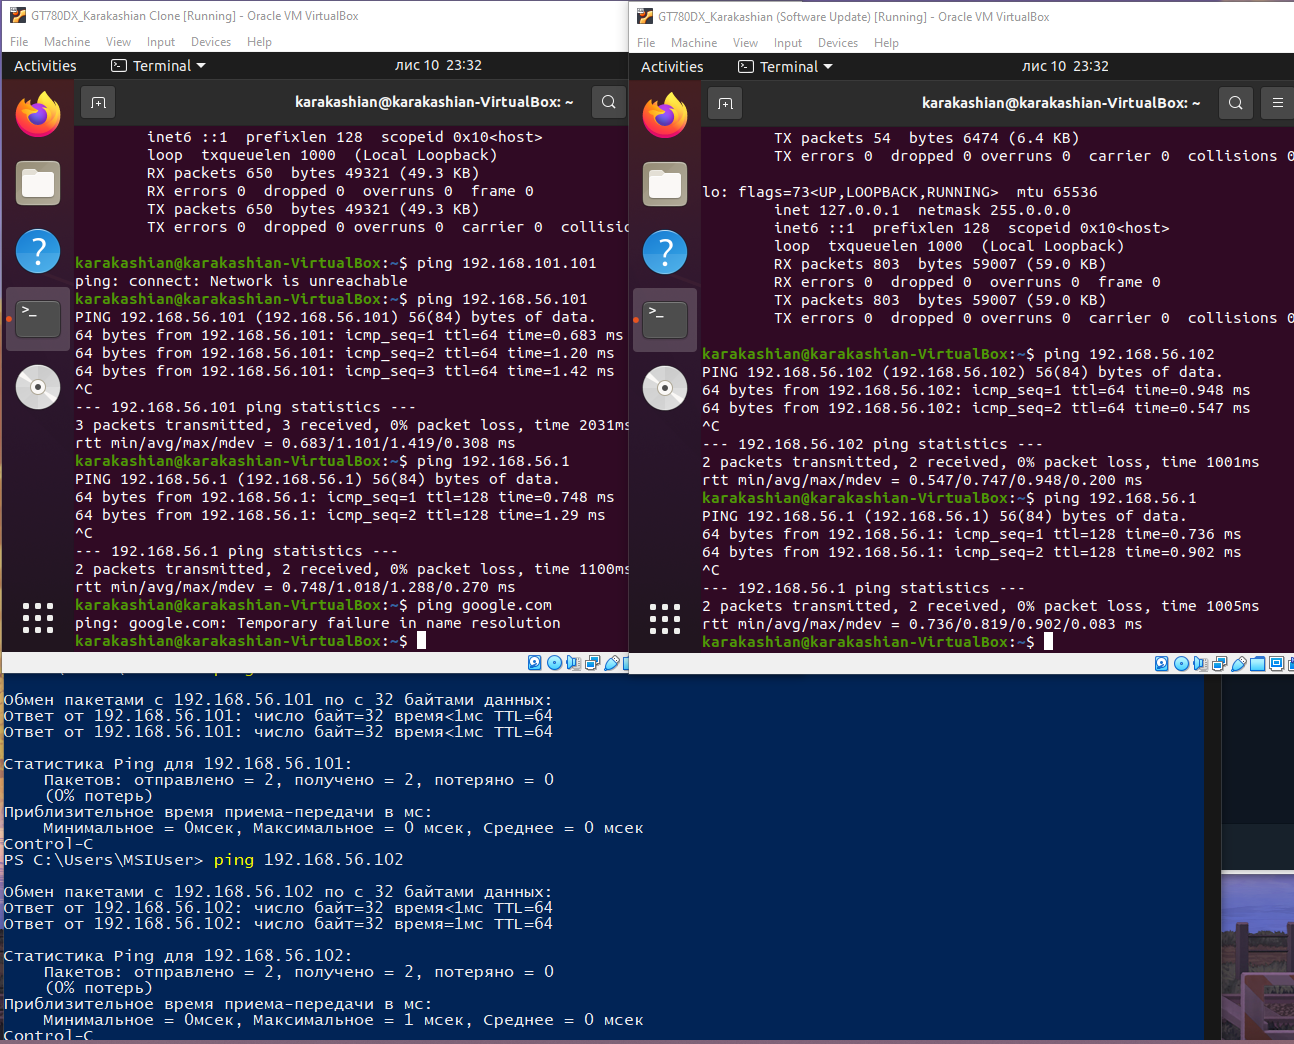 GT780DX_Karakashian Clone [Running] - Oracle VM VirtualBox
File Machine View Input Devices Help
Activities Terminal лис 10 23:32
karakashian@karakashian-VirtualBox: ~
inet6 ::1 prefixlen 128 scopeid 0x10<host>
loop txqueuelen 1000 (Local Loopback)
RX packets 650 bytes 49321 (49.3 KB)
RX errors 0 dropped 0 overruns 0 frame 0
TX packets 650 bytes 49321 (49.3 KB)
TX errors 0 dropped 0 overruns 0 carrier 0 collisio
karakashian@karakashian-VirtualBox:~$ ping 192.168.101.101
ping: connect: Network is unreachable
karakashian@karakashian-VirtualBox:~$ ping 192.168.56.101
PING 192.168.56.101 (192.168.56.101) 56(84) bytes of data.
64 bytes from 192.168.56.101: icmp_seq=1 ttl=64 time=0.683 ms
64 bytes from 192.168.56.101: icmp_seq=2 ttl=64 time=1.20 ms
64 bytes from 192.168.56.101: icmp_seq=3 ttl=64 time=1.42 ms
^C
--- 192.168.56.101 ping statistics ---
3 packets transmitted, 3 received, 0% packet loss, time 2031ms
rtt min/avg/max/mdev = 0.683/1.101/1.419/0.308 ms
karakashian@karakashian-VirtualBox:~$ ping 192.168.56.1
PING 192.168.56.1 (192.168.56.1) 56(84) bytes of data.
64 bytes from 192.168.56.1: icmp_seq=1 ttl=128 time=0.748 ms
64 bytes from 192.168.56.1: icmp_seq=2 ttl=128 time=1.29 ms
^C
--- 192.168.56.1 ping statistics ---
2 packets transmitted, 2 received, 0% packet loss, time 1100ms
rtt min/avg/max/mdev = 0.748/1.018/1.288/0.270 ms
karakashian@karakashian-VirtualBox:~$ ping google.com
ping: google.com: Temporary failure in name resolution
karakashian@karakashian-VirtualBox:~$
GT780DX_Karakashian (Software Update) [Running] - Oracle VM VirtualBox
File Machine View Input Devices Help
Activities Terminal лис 10 23:32
karakashian@karakashian-VirtualBox: ~
TX packets 54 bytes 6474 (6.4 KB)
TX errors 0 dropped 0 overruns 0 carrier 0 collisions 0
lo: flags=73<UP,LOOPBACK,RUNNING> mtu 65536
inet 127.0.0.1 netmask 255.0.0.0
inet6 ::1 prefixlen 128 scopeid 0x10<host>
loop txqueuelen 1000 (Local Loopback)
RX packets 803 bytes 59007 (59.0 KB)
RX errors 0 dropped 0 overruns 0 frame 0
TX packets 803 bytes 59007 (59.0 KB)
TX errors 0 dropped 0 overruns 0 carrier 0 collisions 0
karakashian@karakashian-VirtualBox:~$ ping 192.168.56.102
PING 192.168.56.102 (192.168.56.102) 56(84) bytes of data.
64 bytes from 192.168.56.102: icmp_seq=1 ttl=64 time=0.948 ms
64 bytes from 192.168.56.102: icmp_seq=2 ttl=64 time=0.547 ms
^C
--- 192.168.56.102 ping statistics ---
2 packets transmitted, 2 received, 0% packet loss, time 1001ms
rtt min/avg/max/mdev = 0.547/0.747/0.948/0.200 ms
karakashian@karakashian-VirtualBox:~$ ping 192.168.56.1
PING 192.168.56.1 (192.168.56.1) 56(84) bytes of data.
64 bytes from 192.168.56.1: icmp_seq=1 ttl=128 time=0.736 ms
64 bytes from 192.168.56.1: icmp_seq=2 ttl=128 time=0.902 ms
^C
--- 192.168.56.1 ping statistics ---
2 packets transmitted, 2 received, 0% packet loss, time 1005ms
rtt min/avg/max/mdev = 0.736/0.819/0.902/0.083 ms
karakashian@karakashian-VirtualBox:~$
Обмен пакетами с 192.168.56.101 по с 32 байтами данных:
Ответ от 192.168.56.101: число байт=32 время<1мс TTL=64
Ответ от 192.168.56.101: число байт=32 время<1мс TTL=64
Статистика Ping для 192.168.56.101:
Пакетов: отправлено = 2, получено = 2, потеряно = 0
(0% потерь)
Приблизительное время приема-передачи в мс:
Минимальное = 0мсек, Максимальное = 0 мсек, Среднее = 0 мсек
Control-C
PS C:\Users\MSIUser> ping 192.168.56.102
Обмен пакетами с 192.168.56.102 по с 32 байтами данных:
Ответ от 192.168.56.102: число байт=32 время<1мс TTL=64
Ответ от 192.168.56.102: число байт=32 время=1мс TTL=64
Статистика Ping для 192.168.56.102:
Пакетов: отправлено = 2, получено = 2, потеряно = 0
(0% потерь)
Приблизительное время приема-передачи в мс:
Минимальное = 0мсек, Максимальное = 1 мсек, Среднее = 0 мсек
Control-C